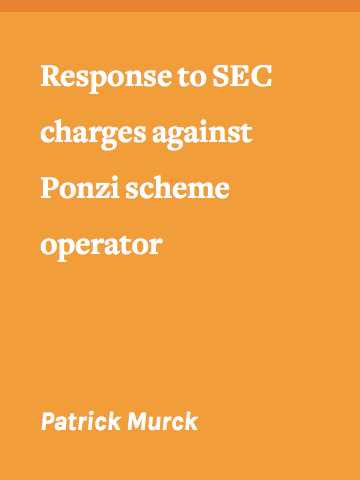 Response to SEC
charges against
Ponzi scheme
operator
Patrick Murck